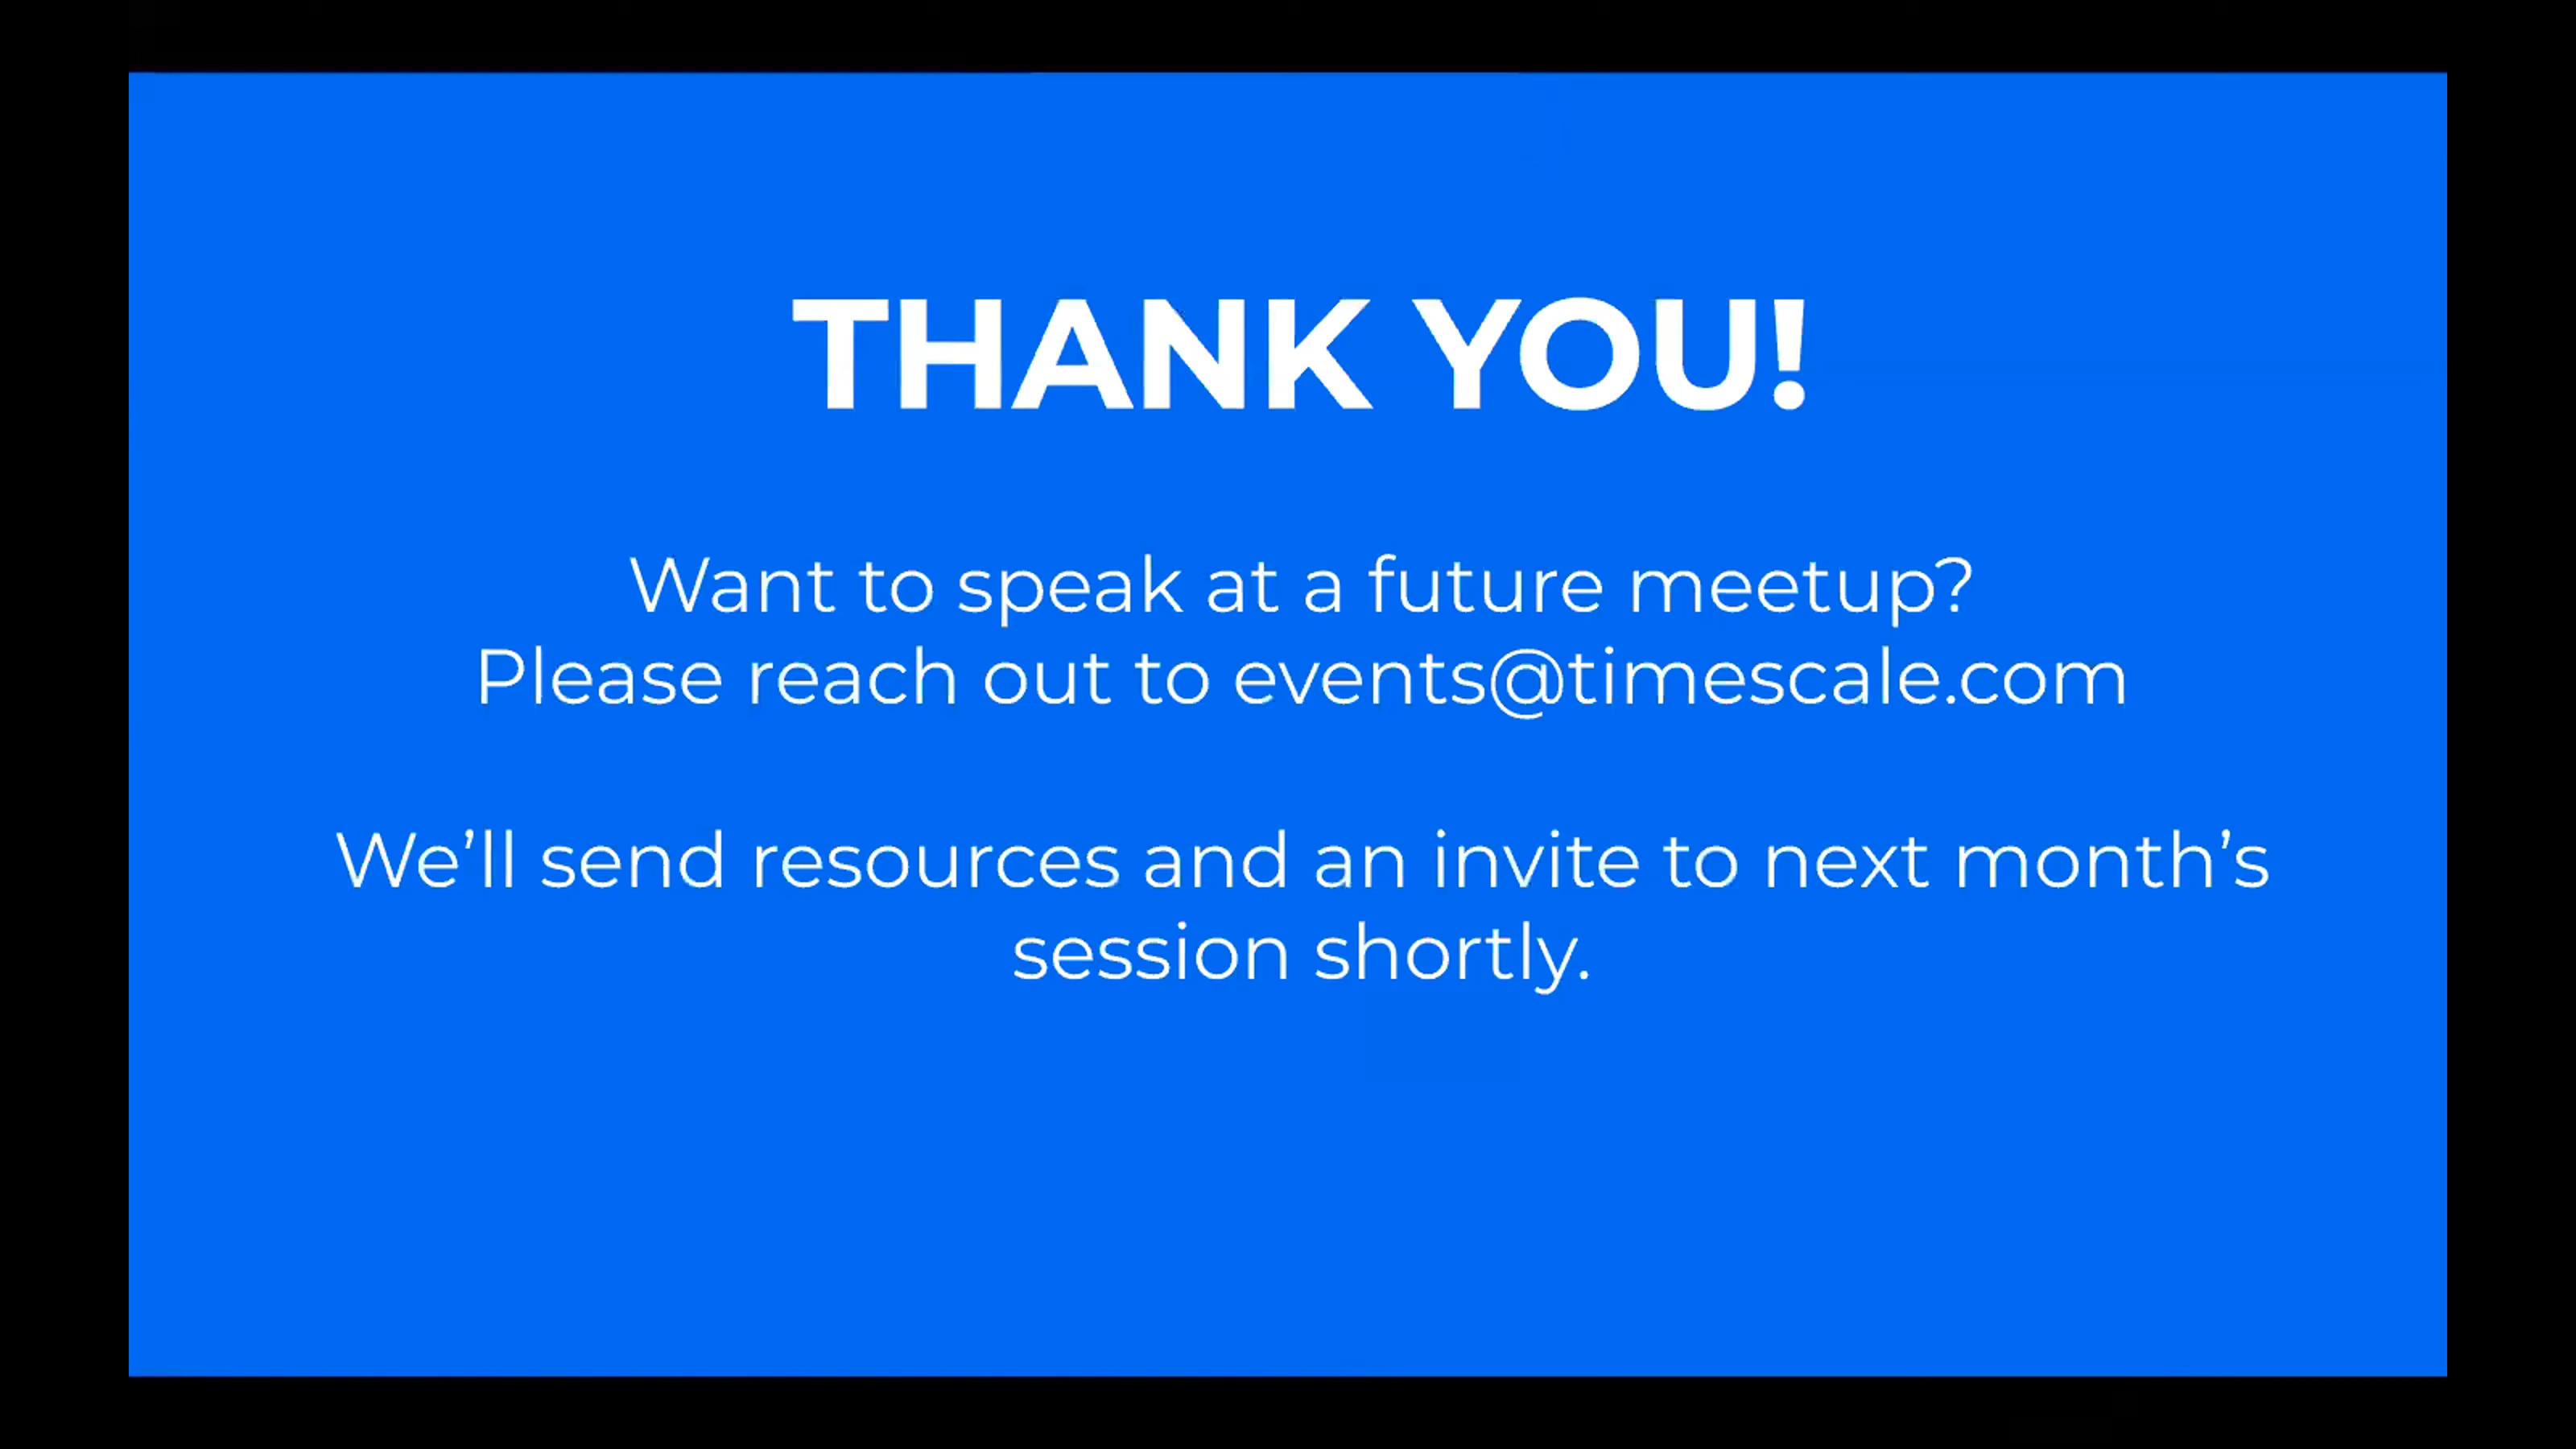 THANK YOU!
Want to speak at a future meetup?
Please reach out to events@timescale.com
We’ll send resources and an invite to next month’s
session shortly.